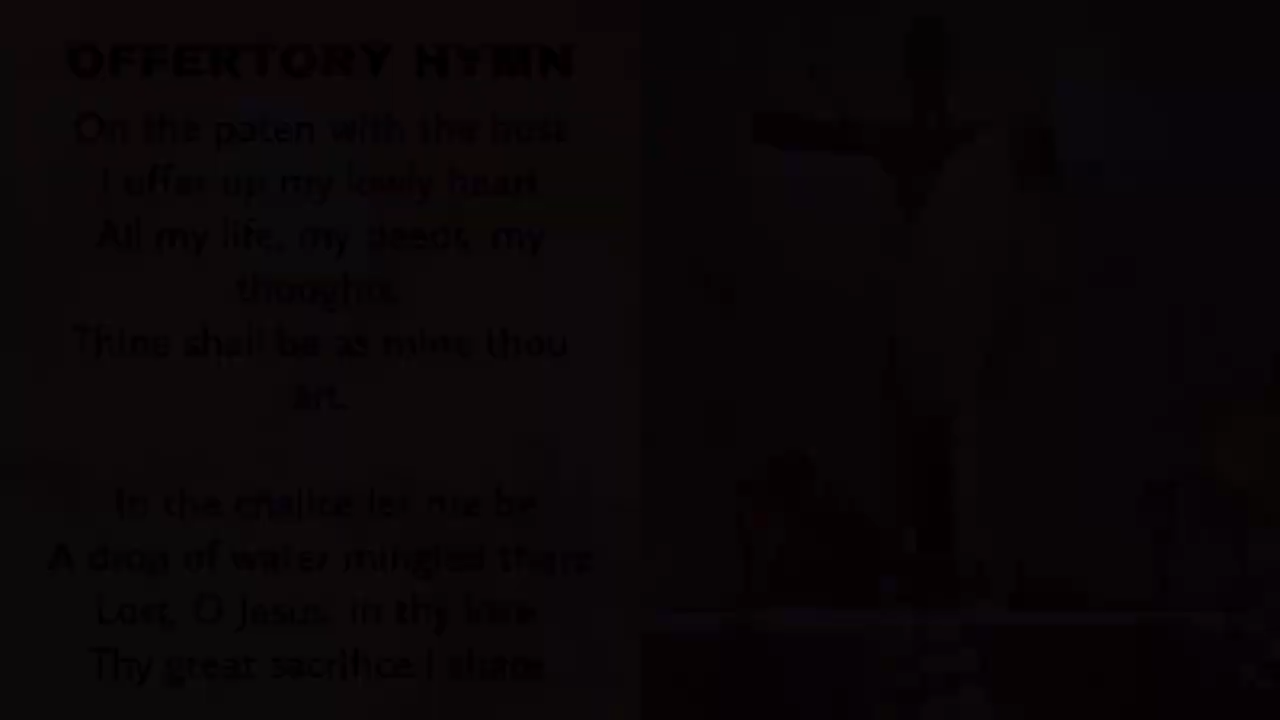 OFFERTORY HYMN
On the paten with the host
I offer up my lowly heart
All my life, my deeds, my
thoughts,
Thine shall be as mine thou
art.
In the chalice let me be
A drop of water mingled there
Lost, O Jesus, in thy love
Thy great sacrifice I share